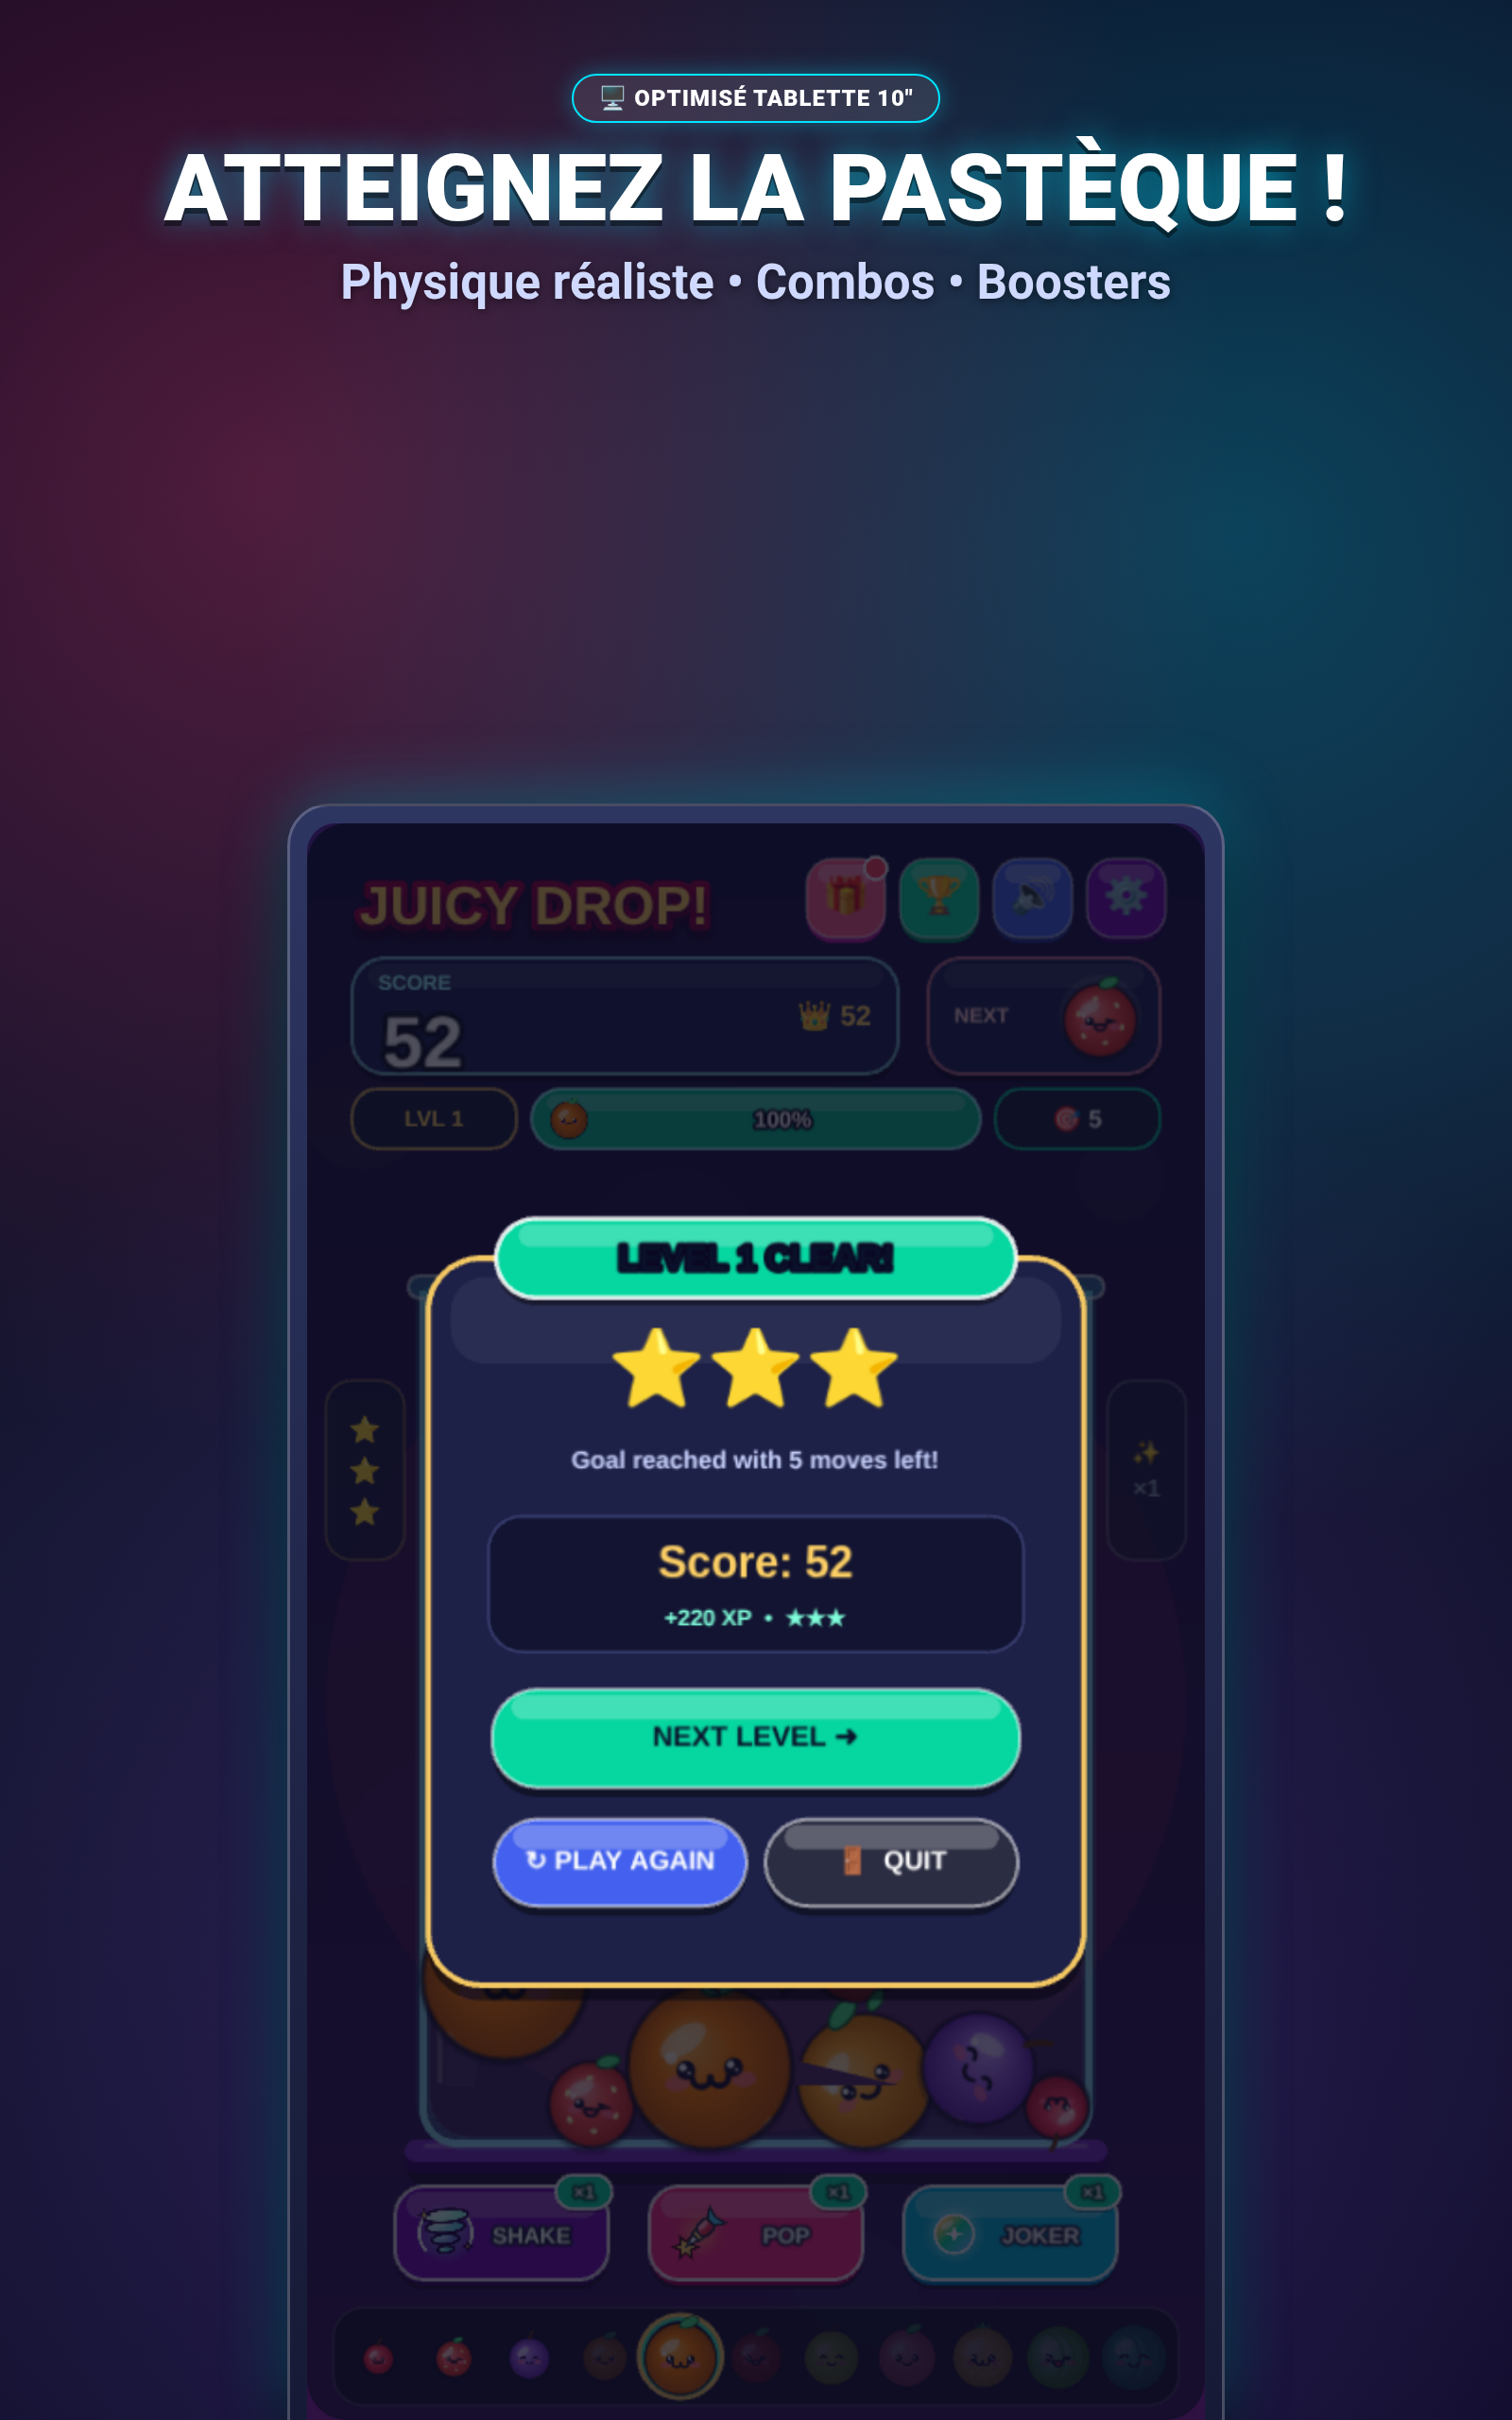 OPTIMISÉ TABLETTE 10"
ATTEIGNEZ LA PASTÈQUE !
Physique réaliste • Combos • Boosters
JUICY DROP!
SCORE
52
52
NEXT
LVL 1
100%
5
LEVEL 1 CLEAR!
Goal reached with 5 moves left!
×1
Score: 52
+220 XP • ★★★
NEXT LEVEL ➜
↻ PLAY AGAIN
QUIT
×1
×1
×1
SHAKE
POP
JOKER